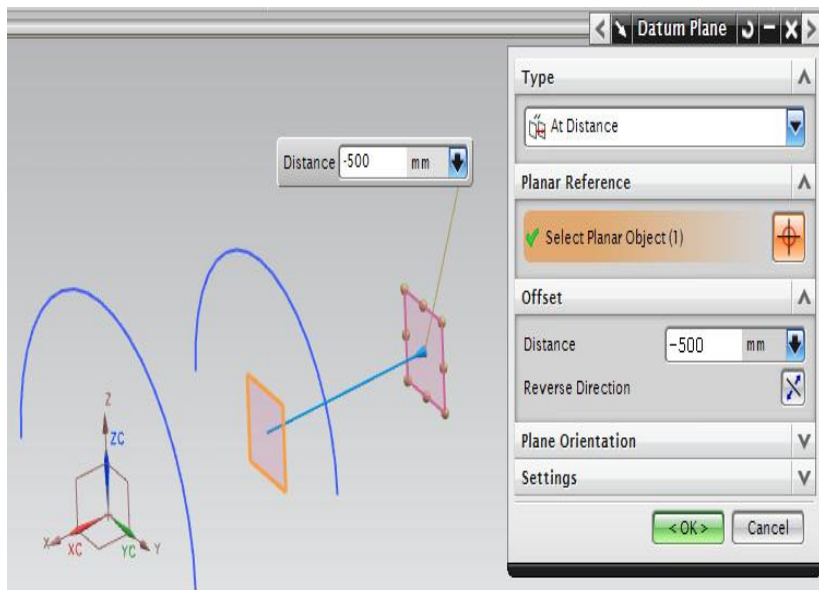 Datum Plane
Type
At Distance
Planar Reference
Select Planar Object (1)
Offset
Distance -500 mm
Reverse Direction
Plane Orientation
Settings
< OK > Cancel
Distance -500 mm
Z
ZC
X
XC
YC
Y